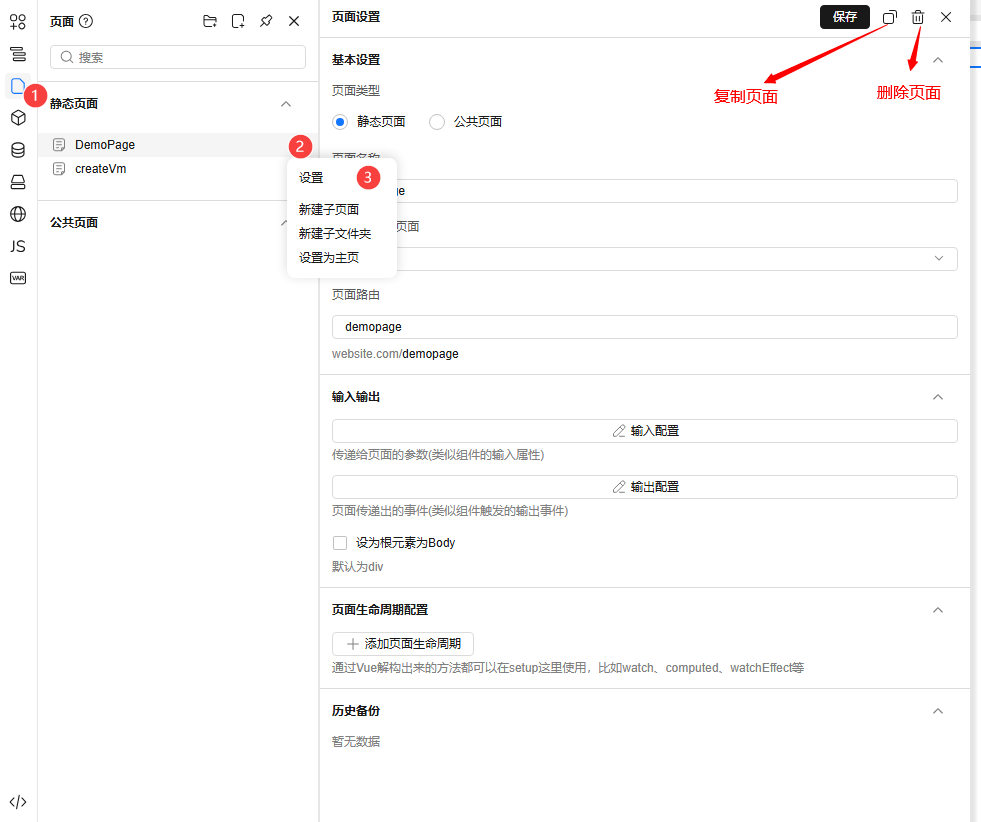 页面
搜索
1
静态页面
DemoPage
2
createVm
公共页面
JS
VAR
设置
3
新建子页面
新建子文件夹
设置为主页
页面设置
保存
复制页面
删除页面
基本设置
页面类型
静态页面
公共页面
页面名称
页面
页面路由
demopage
website.com/demopage
输入输出
输入配置
传递给页面的参数(类似组件的输入属性)
输出配置
页面传递出的事件(类似组件触发的输出事件)
设为根元素为Body
默认为div
页面生命周期配置
添加页面生命周期
通过Vue解构出来的方法都可以在setup这里使用，比如watch、computed、watchEffect等
历史备份
暂无数据